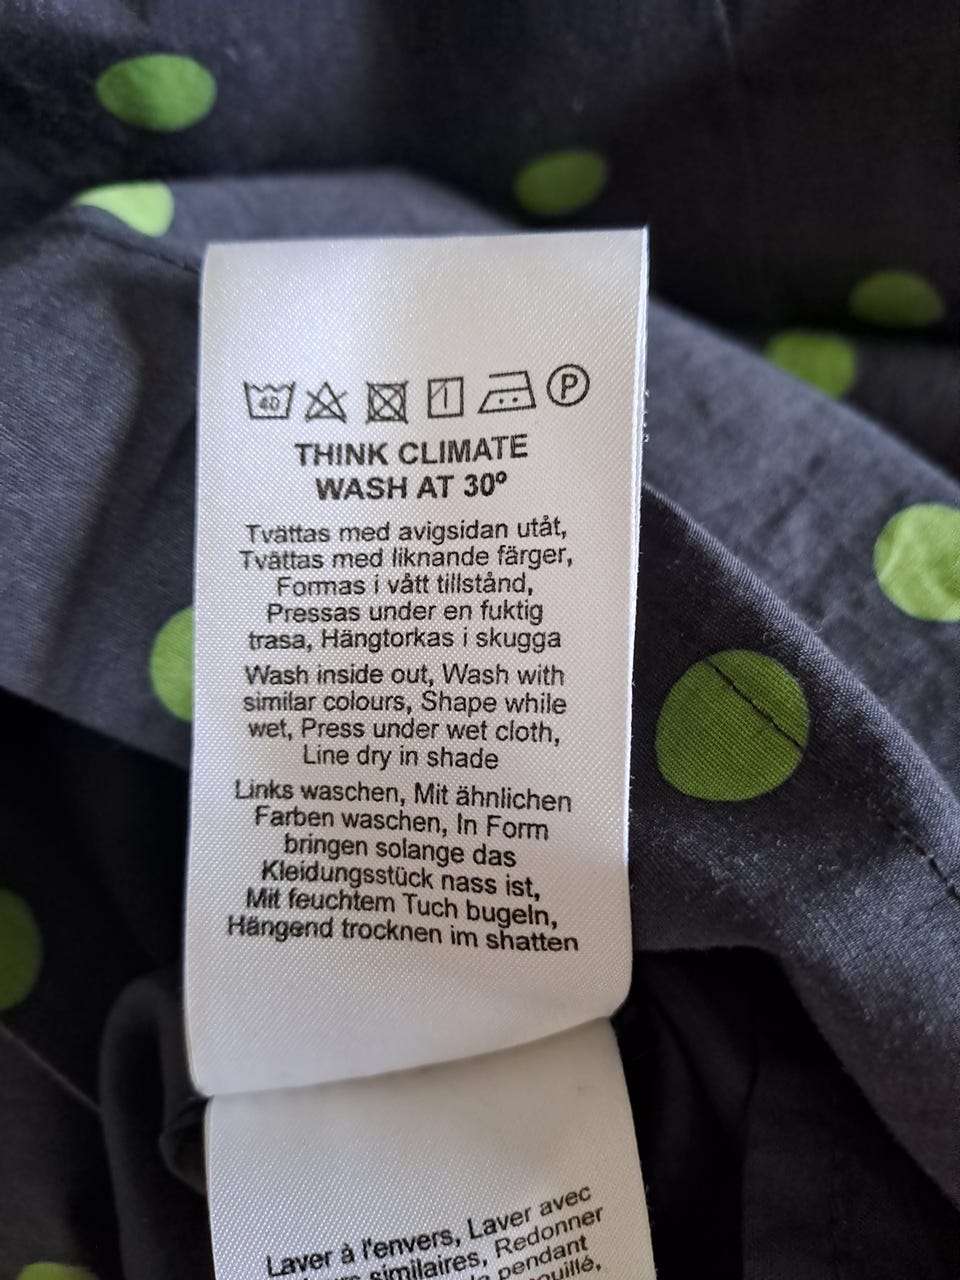 40 P
THINK CLIMATE
WASH AT 30º
Tvättas med avigsidan utåt,
Tvättas med liknande färger,
Formas i vått tillstånd,
Pressas under en fuktig
trasa, Hängtorkas i skugga
Wash inside out, Wash with
similar colours, Shape while
wet, Press under wet cloth,
Line dry in shade
Links waschen, Mit ähnlichen
Farben waschen, In Form
bringen solange das
Kleidungsstück nass ist,
Mit feuchtem Tuch bugeln,
Hängend trocknen im shatten
Laver à l'envers, Laver avec
similaires, Redonner
pendant